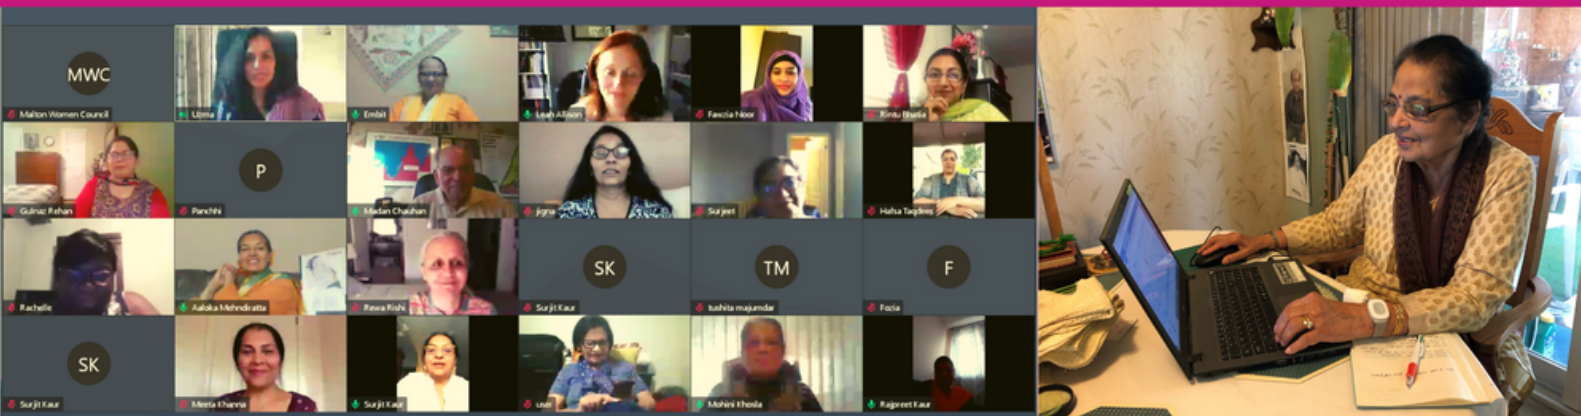 MWC
Malton Women Council
Uzma
Embit
Leah Allison
Fawzia Noor
Rintu Bhatia
Gulnaz Rehan
P
Panchhi
Madan Chauhan
jigna
Surjeet
Hafsa Taqdees
Rachelle
Aaloka Mehndiratta
Rewa Rishi
SK
Surjit Kaur
TM
tushita majumdar
F
Fozia
SK
Surjit Kaur
Meeta Khanna
Surjit Kaur
user
Mohini Khosla
Rajpreet Kaur